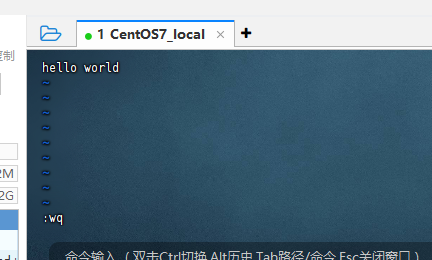 1 CentOS7_local
复制
hello world
~
~
~
~
~
~
~
:wq
2M
2G
命令输入 ( 双击Ctrl切换,Alt历史,Tab路径/命令,Esc关闭窗口 )